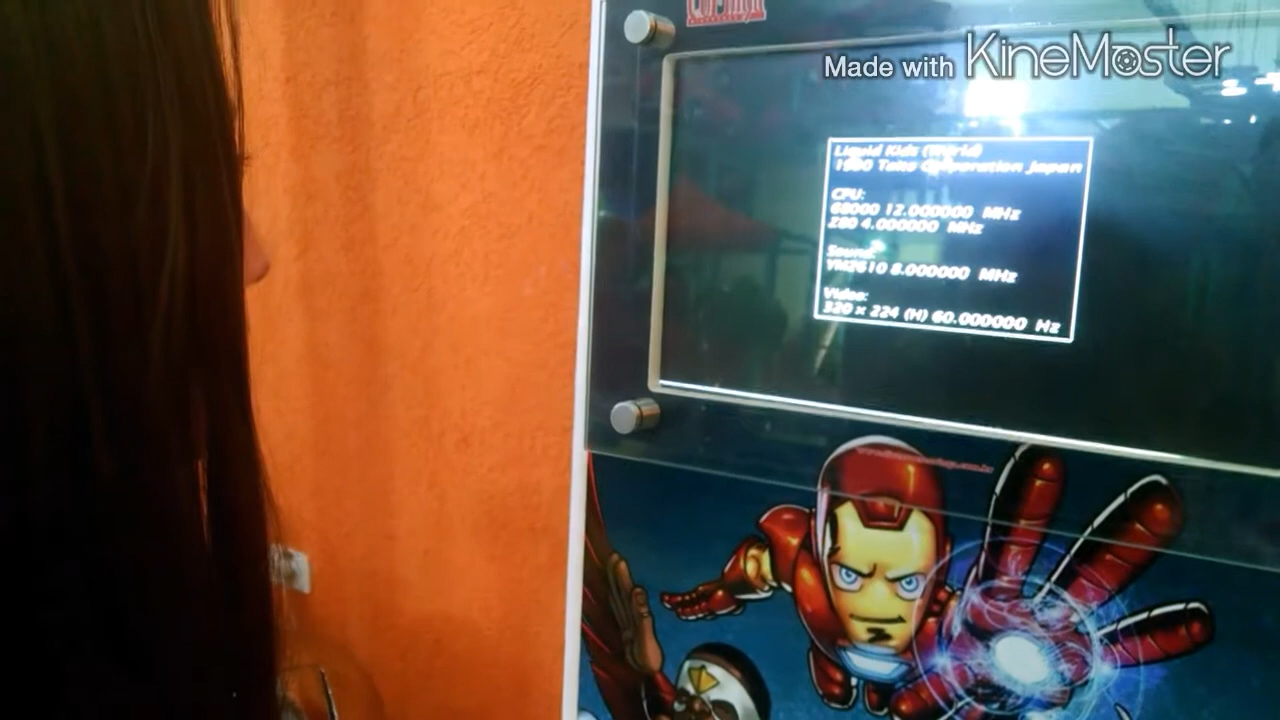 Made with KINEMASTER
Liquid Kids (World)
1990 Taito Corporation Japan
CPU:
68000 12.000000 MHz
Z80 4.000000 MHz
Sound:
YM2610 8.000000 MHz
Video:
320 x 224 (H) 60.000000 Hz